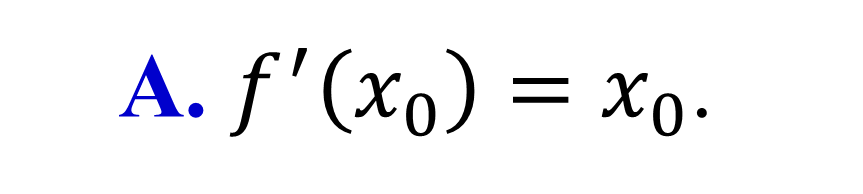 A. f′(x₀) = x₀.